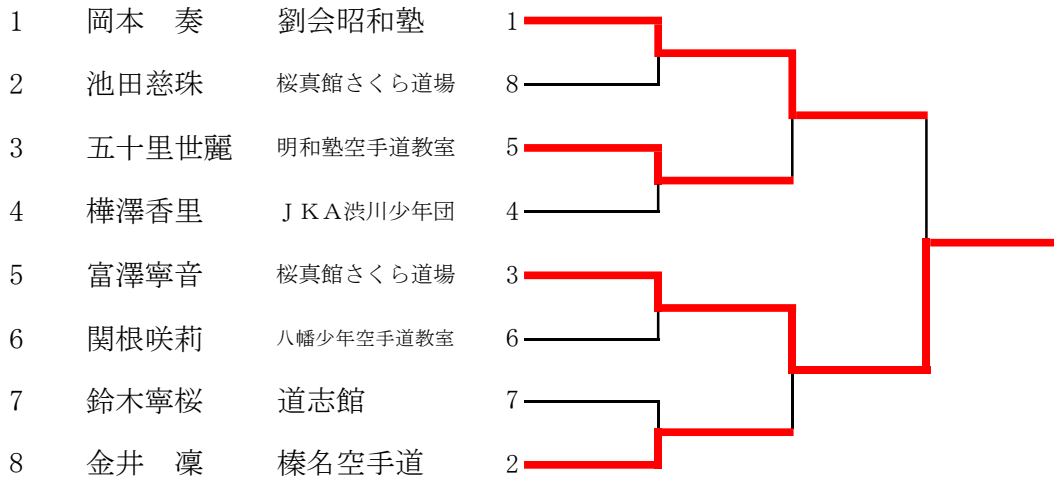 1 岡本 奏 劉会昭和塾 1
2 池田慈珠 桜真館さくら道場 8
3 五十里世麗 明和塾空手道教室 5
4 樺澤香里 ＪＫＡ渋川少年団 4
5 富澤寧音 桜真館さくら道場 3
6 関根咲莉 八幡少年空手道教室 6
7 鈴木寧桜 道志館 7
8 金井 凜 榛名空手道 2